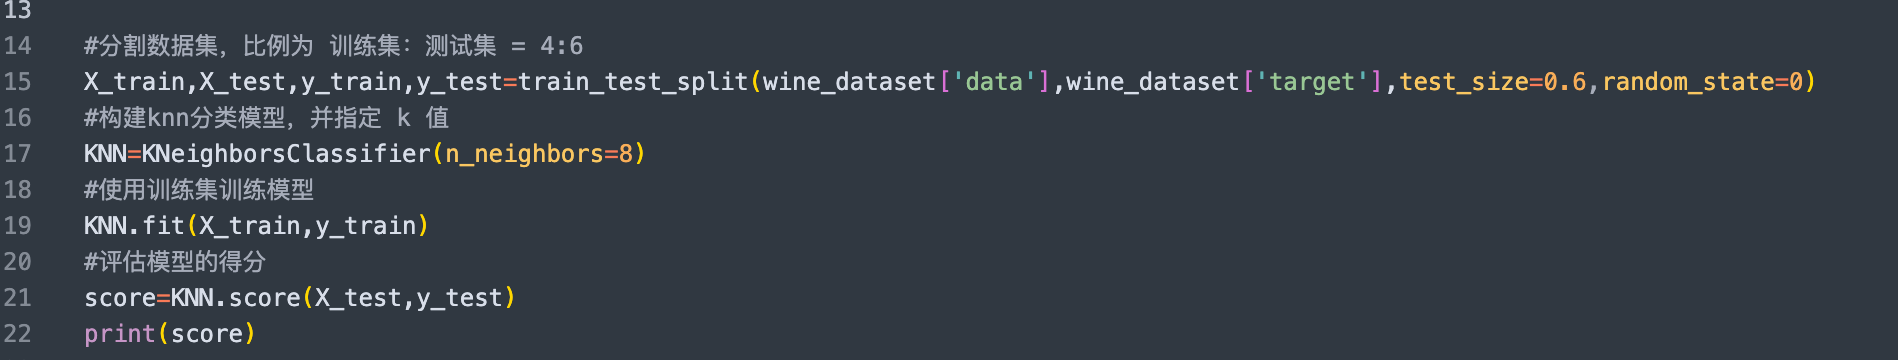 13
14 #分割数据集，比例为 训练集：测试集 = 4:6
15 X_train,X_test,y_train,y_test=train_test_split(wine_dataset['data'],wine_dataset['target'],test_size=0.6,random_state=0)
16 #构建knn分类模型，并指定 k 值
17 KNN=KNeighborsClassifier(n_neighbors=8)
18 #使用训练集训练模型
19 KNN.fit(X_train,y_train)
20 #评估模型的得分
21 score=KNN.score(X_test,y_test)
22 print(score)